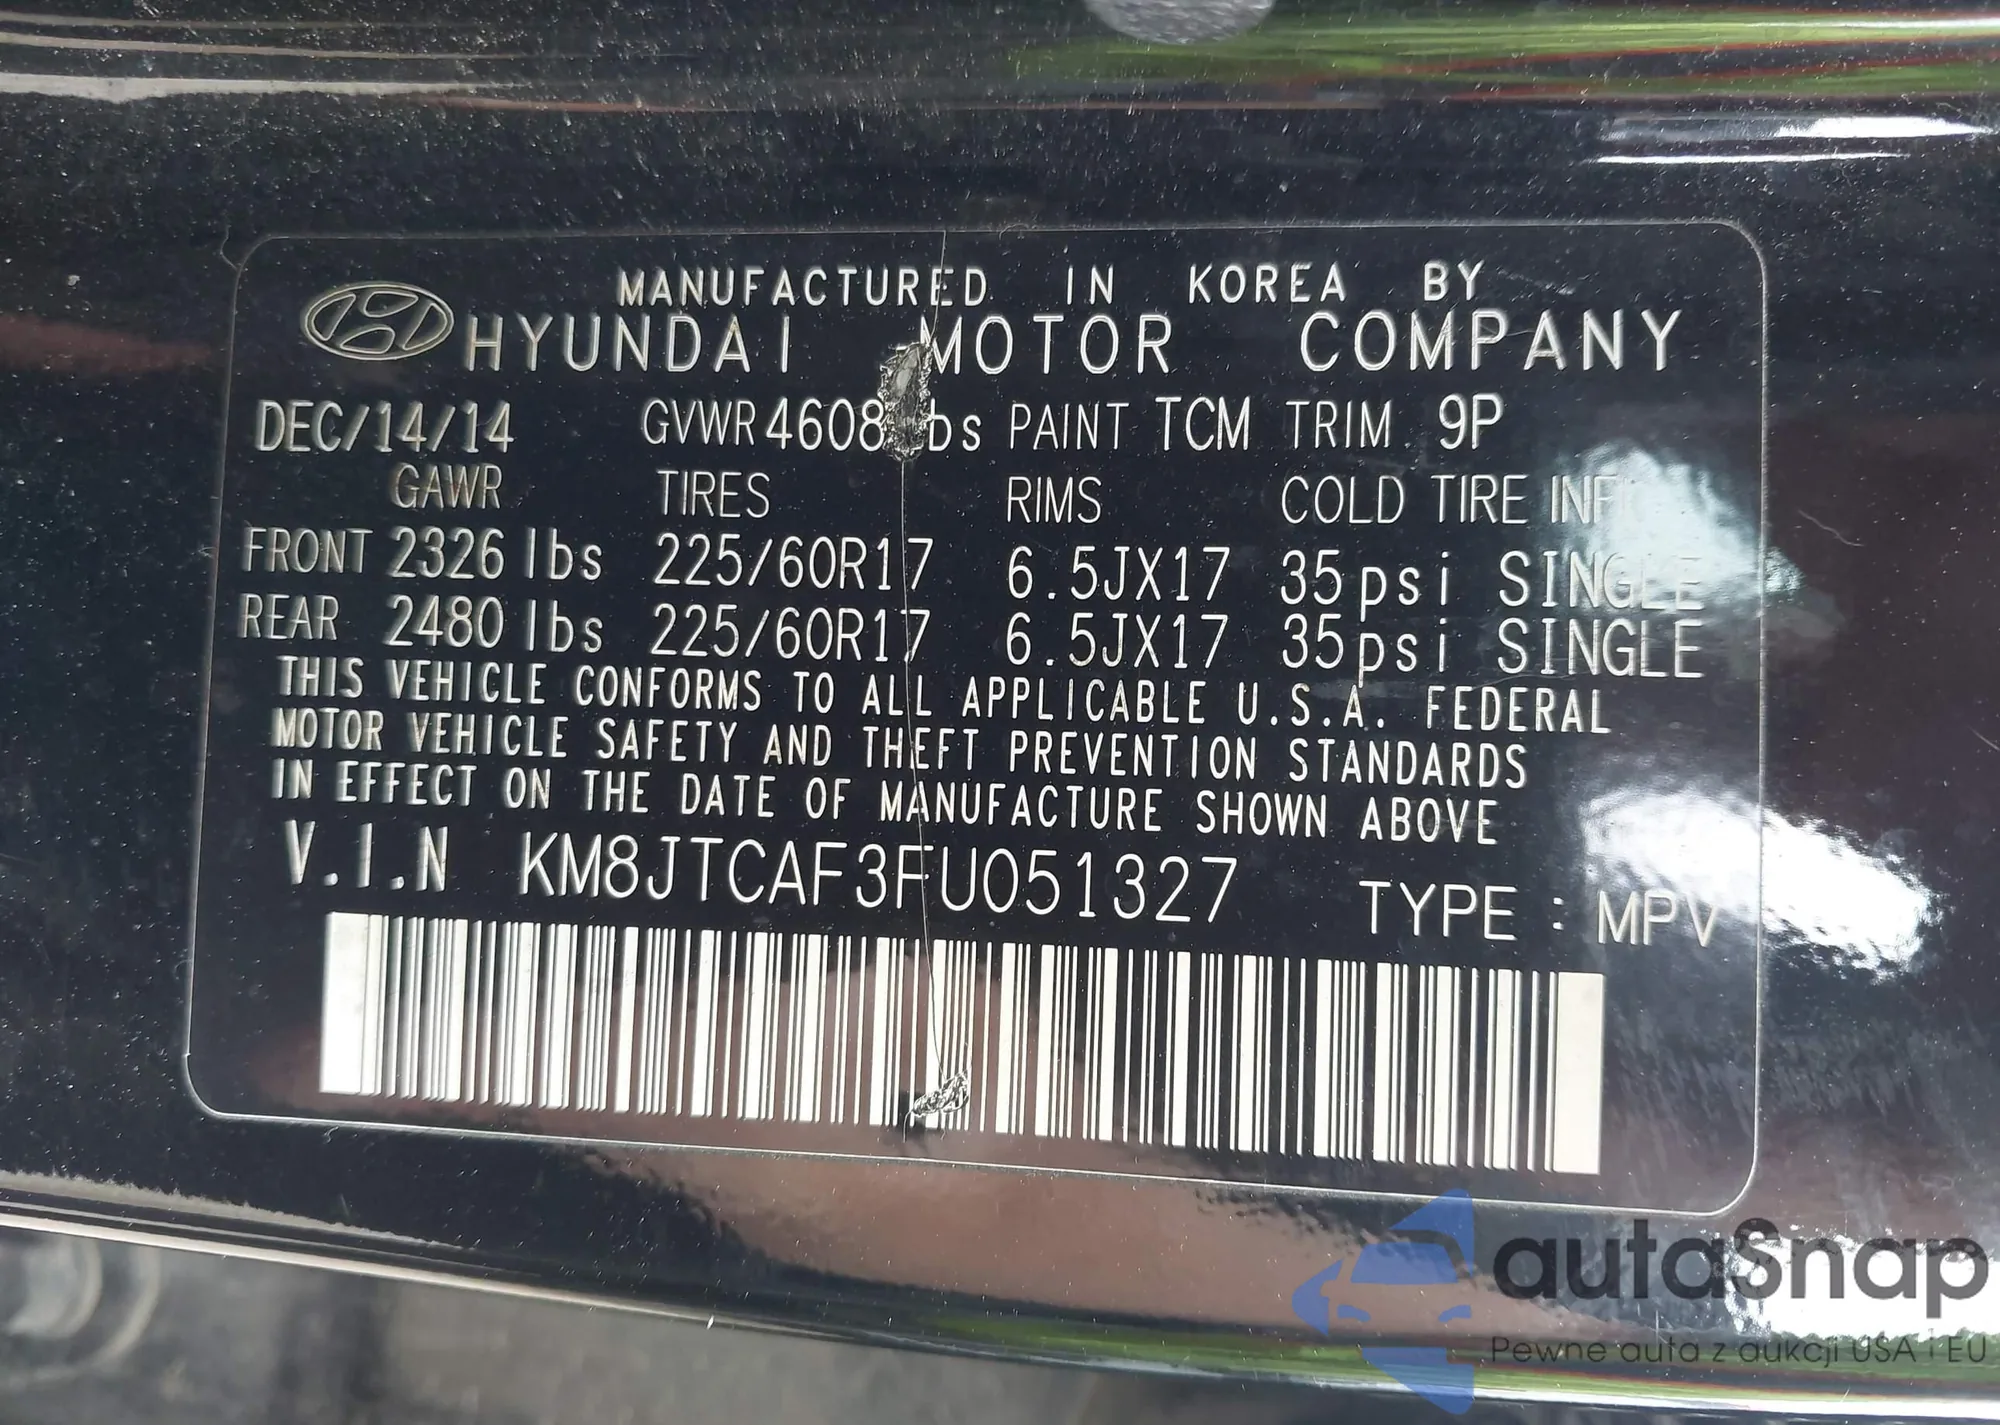 MANUFACTURED IN KOREA BY
HYUNDAI MOTOR COMPANY
DEC/14/14 GVWR 4608 lbs PAINT TCM TRIM 9P
GAWR TIRES RIMS COLD TIRE
FRONT 2326 lbs 225/60R17 6.5JX17 35psi SINGLE
REAR 2480 lbs 225/60R17 6.5JX17 35psi SINGLE
THIS VEHICLE CONFORMS TO ALL APPLICABLE U.S.A. FEDERAL
MOTOR VEHICLE SAFETY AND THEFT PREVENTION STANDARDS
IN EFFECT ON THE DATE OF MANUFACTURE SHOWN ABOVE
V.I.N KM8JTCAF3FU051327 TYPE : MPV
autaSnap
Pewne auta z aukcji USA i EU